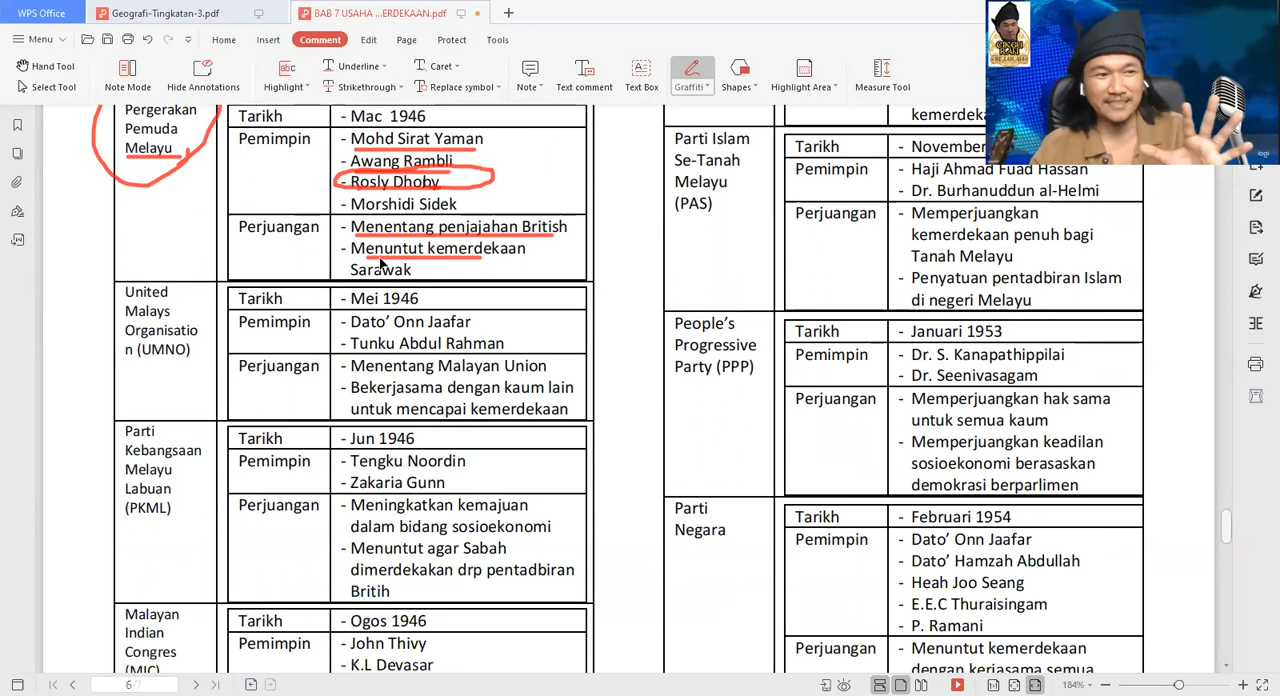 WPS Office
Geografi-Tingkatan-3.pdf
BAB 7 USAHA ...ERDEKAAN.pdf
Menu
Home
Insert
Comment
Edit
Page
Protect
Tools
Hand Tool
Select Tool
Note Mode
Hide Annotations
Highlight
Underline
Strikethrough
Caret
Replace symbol
Note
Text comment
Text Box
Graffiti
Shapes
Highlight Area
Measure Tool
Pergerakan
Pemuda
Melayu
Tarikh
- Mac 1946
Pemimpin
- Mohd Sirat Yaman
- Awang Rambli
- Rosly Dhoby
- Morshidi Sidek
Perjuangan
- Menentang penjajahan British
- Menuntut kemerdekaan
Sarawak
United
Malays
Organisatio
n (UMNO)
Tarikh
- Mei 1946
Pemimpin
- Dato’ Onn Jaafar
- Tunku Abdul Rahman
Perjuangan
- Menentang Malayan Union
- Bekerjasama dengan kaum lain
untuk mencapai kemerdekaan
Parti
Kebangsaan
Melayu
Labuan
(PKML)
Tarikh
- Jun 1946
Pemimpin
- Tengku Noordin
- Zakaria Gunn
Perjuangan
- Meningkatkan kemajuan
dalam bidang sosioekonomi
- Menuntut agar Sabah
dimerdekakan drp pentadbiran
Britih
Malayan
Indian
Congres
(MIC)
Tarikh
- Ogos 1946
Pemimpin
- John Thivy
- K.L Devasar
kemerdek
Parti Islam
Se-Tanah
Melayu
(PAS)
Tarikh
- Novem
Pemimpin
- Haji Ahmad Fuad Hassan
- Dr. Burhanuddun al-Helmi
Perjuangan
- Memperjuangkan
kemerdekaan penuh bagi
Tanah Melayu
- Penyatuan pentadbiran Islam
di negeri Melayu
People’s
Progressive
Party (PPP)
Tarikh
- Januari 1953
Pemimpin
- Dr. S. Kanapathippilai
- Dr. Seenivasagam
Perjuangan
- Memperjuangkan hak sama
untuk semua kaum
- Memperjuangkan keadilan
sosioekonomi berasaskan
demokrasi berparlimen
Parti
Negara
Tarikh
- Februari 1954
Pemimpin
- Dato’ Onn Jaafar
- Dato’ Hamzah Abdullah
- Heah Joo Seang
- E.E.C Thuraisingam
- P. Ramani
Perjuangan
- Menuntut kemerdekaan
dengan kerjasama semua
6/7
184%